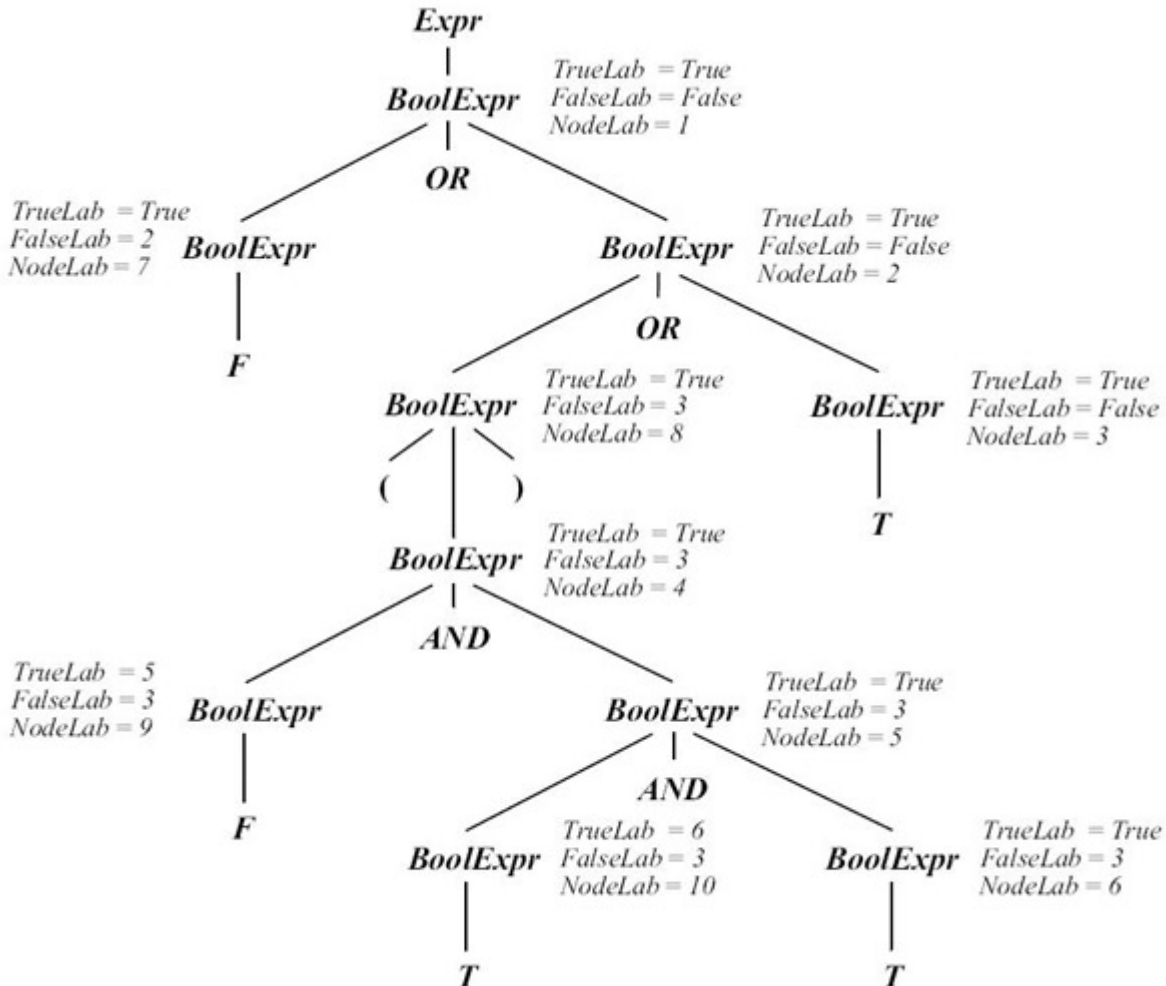 Expr
BoolExpr
TrueLab = True
FalseLab = False
NodeLab = 1
OR
TrueLab = True
FalseLab = 2
NodeLab = 7
BoolExpr
BoolExpr
TrueLab = True
FalseLab = False
NodeLab = 2
F
OR
BoolExpr
TrueLab = True
FalseLab = 3
NodeLab = 8
BoolExpr
TrueLab = True
FalseLab = False
NodeLab = 3
( )
T
BoolExpr
TrueLab = True
FalseLab = 3
NodeLab = 4
AND
TrueLab = 5
FalseLab = 3
NodeLab = 9
BoolExpr
BoolExpr
TrueLab = True
FalseLab = 3
NodeLab = 5
F
AND
BoolExpr
TrueLab = 6
FalseLab = 3
NodeLab = 10
BoolExpr
TrueLab = True
FalseLab = 3
NodeLab = 6
T
T